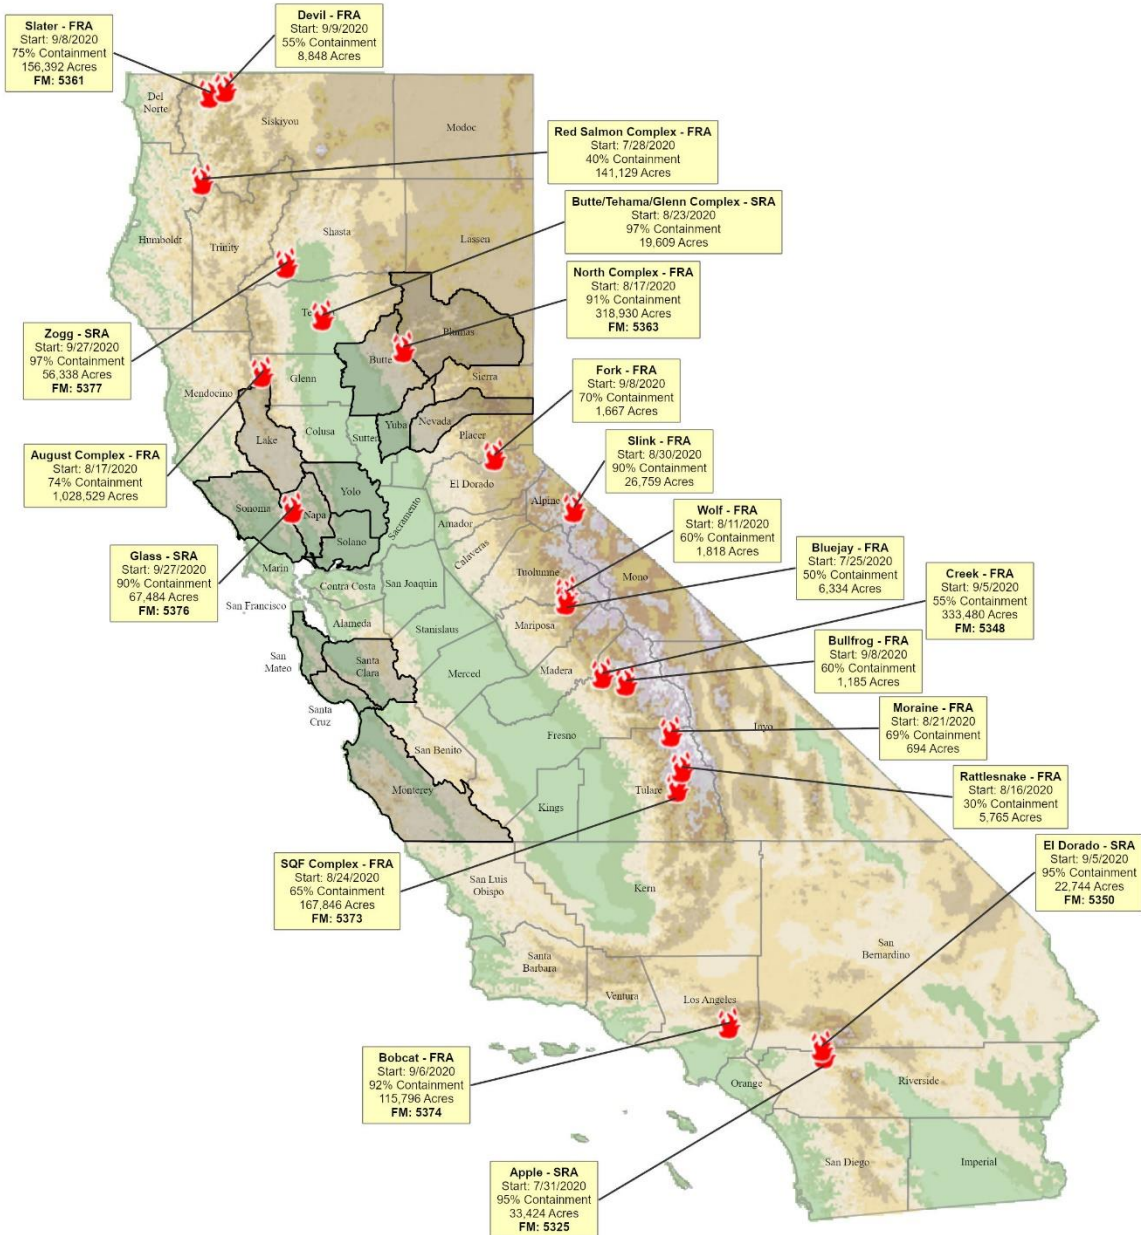 Slater - FRA
Start: 9/8/2020
75% Containment
156,392 Acres
FM: 5361
Devil - FRA
Start: 9/9/2020
55% Containment
8,848 Acres
Red Salmon Complex - FRA
Start: 7/28/2020
40% Containment
141,129 Acres
Butte/Tehama/Glenn Complex - SRA
Start: 8/23/2020
97% Containment
19,609 Acres
North Complex - FRA
Start: 8/17/2020
91% Containment
318,930 Acres
FM: 5363
Zogg - SRA
Start: 9/27/2020
97% Containment
56,338 Acres
FM: 5377
Fork - FRA
Start: 9/8/2020
70% Containment
1,667 Acres
August Complex - FRA
Start: 8/17/2020
74% Containment
1,028,529 Acres
Slink - FRA
Start: 8/30/2020
90% Containment
26,759 Acres
Wolf - FRA
Start: 8/11/2020
60% Containment
1,818 Acres
Bluejay - FRA
Start: 7/25/2020
50% Containment
6,334 Acres
Glass - SRA
Start: 9/27/2020
90% Containment
67,484 Acres
FM: 5376
Creek - FRA
Start: 9/5/2020
55% Containment
333,480 Acres
FM: 5348
Bullfrog - FRA
Start: 9/8/2020
60% Containment
1,185 Acres
Moraine - FRA
Start: 8/21/2020
69% Containment
694 Acres
Rattlesnake - FRA
Start: 8/16/2020
30% Containment
5,765 Acres
SQF Complex - FRA
Start: 8/24/2020
65% Containment
167,846 Acres
FM: 5373
El Dorado - SRA
Start: 9/5/2020
95% Containment
22,744 Acres
FM: 5350
Bobcat - FRA
Start: 9/6/2020
92% Containment
115,796 Acres
FM: 5374
Apple - SRA
Start: 7/31/2020
95% Containment
33,424 Acres
FM: 5325
Del
Norte
Siskiyou
Modoc
Humboldt
Trinity
Shasta
Lassen
Plumas
Butte
Glenn
Mendocino
Sierra
Nevada
Yuba
Placer
Colusa
Sutter
Lake
El Dorado
Yolo
Sonoma
Napa
Sacramento
Alpine
Amador
Solano
Calaveras
Marin
Tuolumne
Mono
Contra Costa
San Joaquin
San Francisco
Alameda
Stanislaus
Mariposa
San
Mateo
Santa
Clara
Merced
Madera
Santa
Cruz
Fresno
Inyo
San Benito
Monterey
Kings
Tulare
San Luis
Obispo
Kern
San
Bernardino
Santa
Barbara
Ventura
Los Angeles
Orange
Riverside
San Diego
Imperial